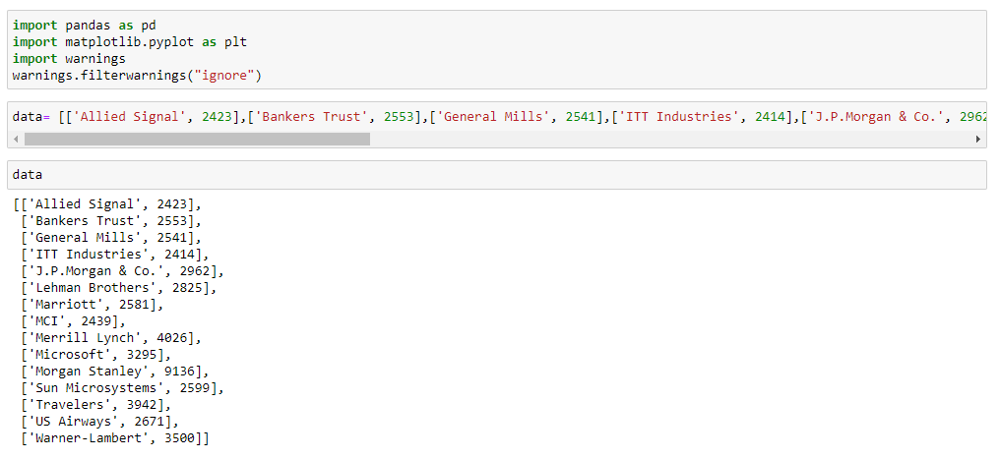 import pandas as pd
import matplotlib.pyplot as plt
import warnings
warnings.filterwarnings("ignore")
data= [['Allied Signal', 2423],['Bankers Trust', 2553],['General Mills', 2541],['ITT Industries', 2414],['J.P.Morgan & Co.', 2962
data
[['Allied Signal', 2423],
['Bankers Trust', 2553],
['General Mills', 2541],
['ITT Industries', 2414],
['J.P.Morgan & Co.', 2962],
['Lehman Brothers', 2825],
['Marriott', 2581],
['MCI', 2439],
['Merrill Lynch', 4026],
['Microsoft', 3295],
['Morgan Stanley', 9136],
['Sun Microsystems', 2599],
['Travelers', 3942],
['US Airways', 2671],
['Warner-Lambert', 3500]]